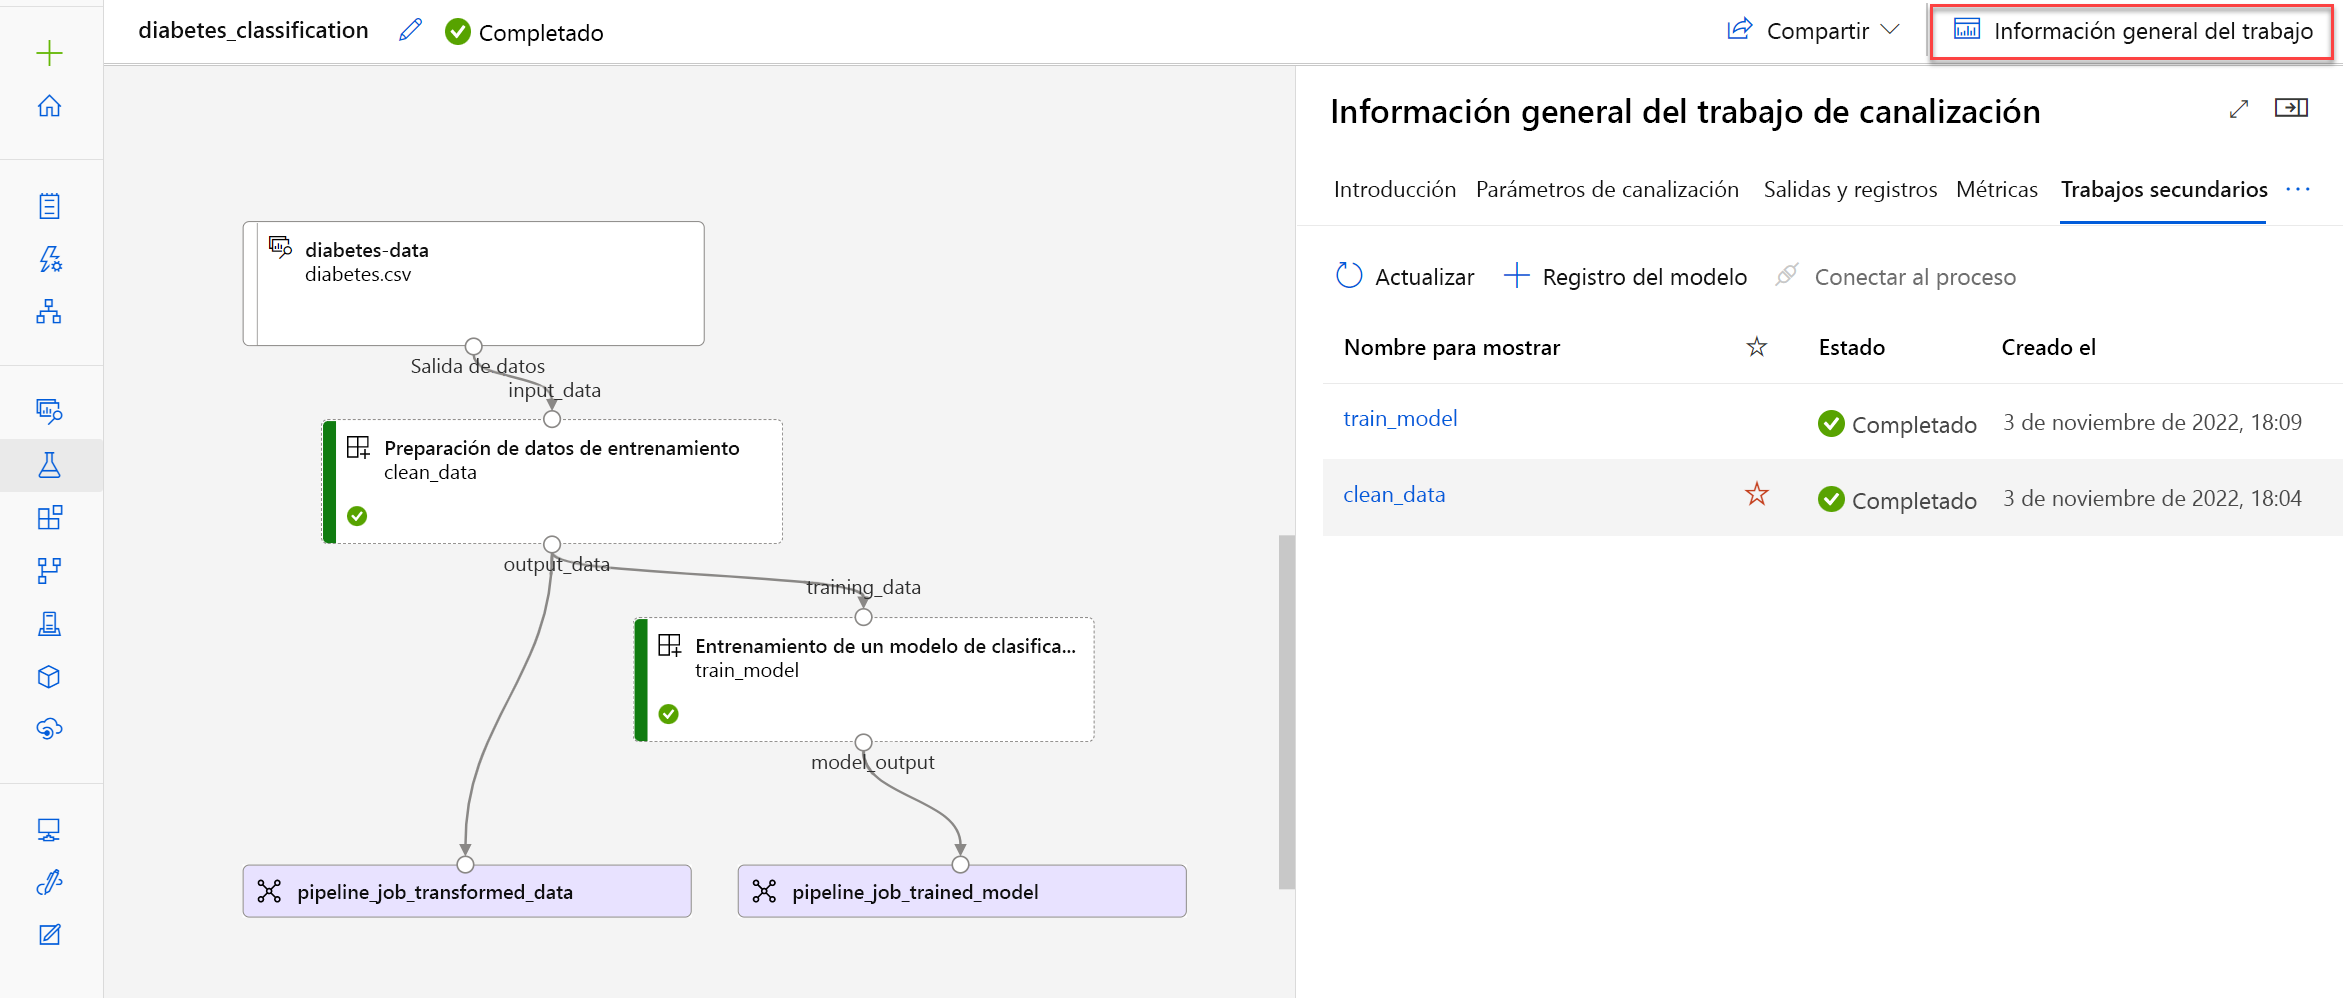 diabetes_classification
Completado
Compartir
Información general del trabajo
diabetes-data
diabetes.csv
Salida de datos
input_data
Preparación de datos de entrenamiento
clean_data
output_data
training_data
Entrenamiento de un modelo de clasifica...
train_model
model_output
pipeline_job_transformed_data
pipeline_job_trained_model
Información general del trabajo de canalización
Introducción Parámetros de canalización Salidas y registros Métricas Trabajos secundarios ...
Actualizar Registro del modelo Conectar al proceso
Nombre para mostrar Estado Creado el
train_model Completado 3 de noviembre de 2022, 18:09
clean_data Completado 3 de noviembre de 2022, 18:04